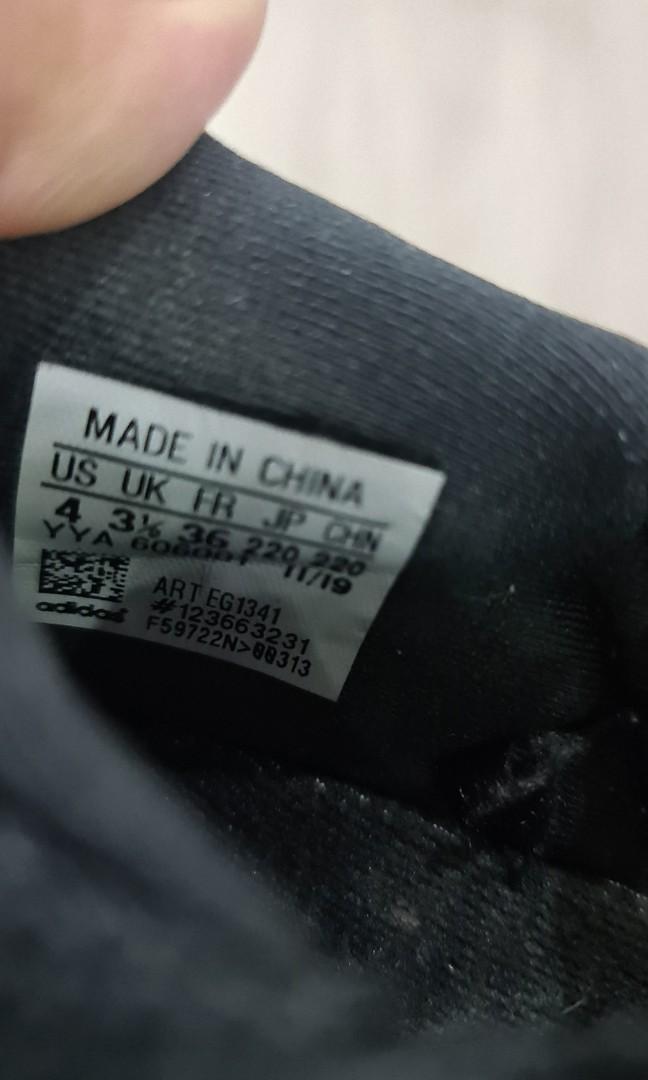 MADE IN CHINA
US UK FR JP CHN
4 3½ 36 220 220
YYA 11/19
ART EG1341
#123663231
adidas
F59722N>00313